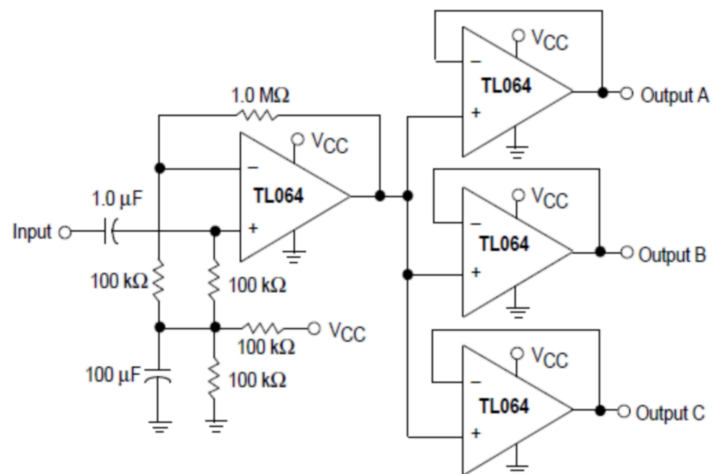 VCC
TL064
Output A
1.0 MΩ
VCC
TL064
1.0 µF
Input
100 kΩ
100 kΩ
VCC
100 kΩ
100 µF
100 kΩ
VCC
TL064
Output B
VCC
TL064
Output C